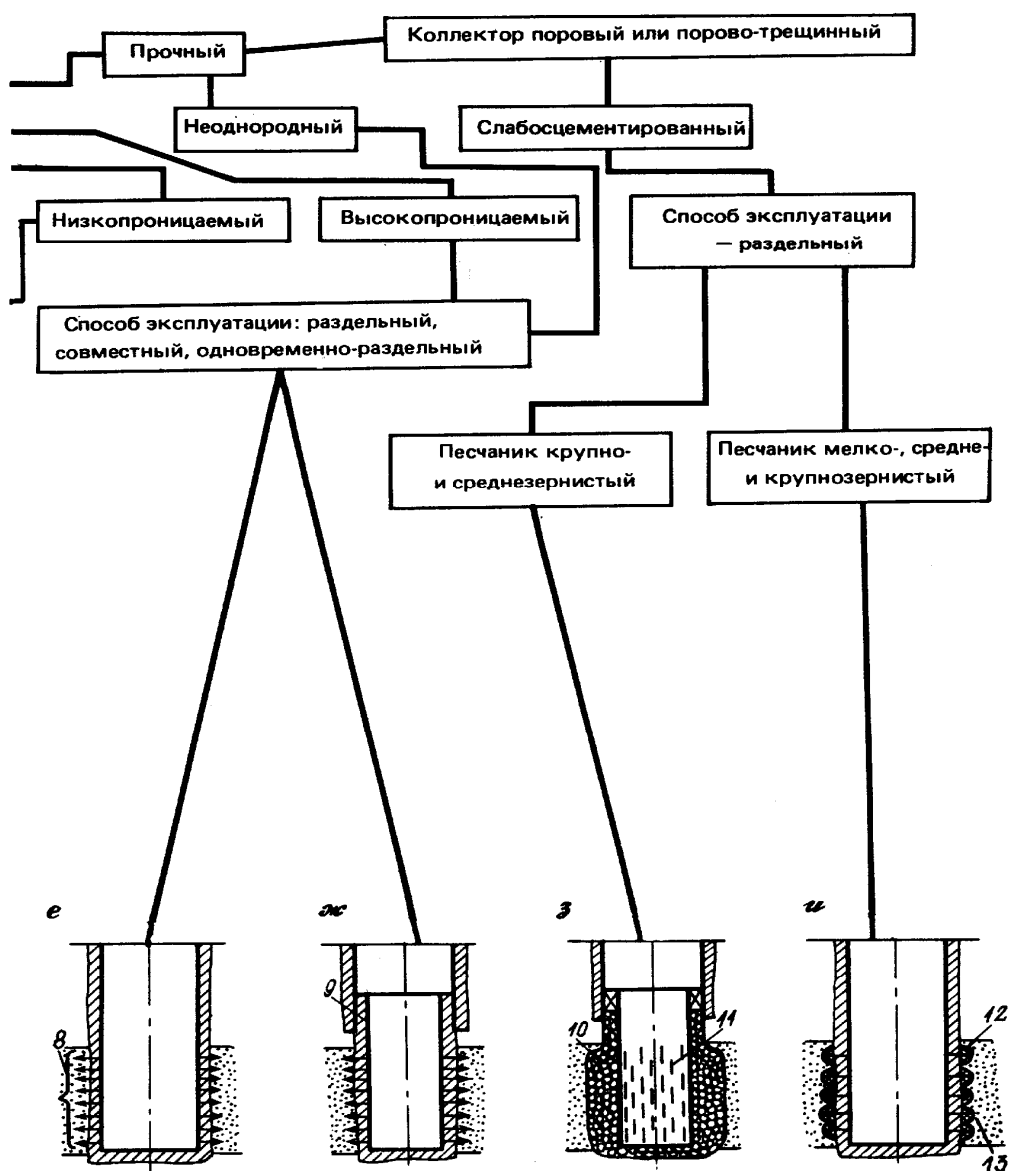 Коллектор поровый или порово-трещинный
Прочный
Неоднородный
Слабосцементированный
Низкопроницаемый
Высокопроницаемый
Способ эксплуатации
— раздельный
Способ эксплуатации: раздельный,
совместный, одновременно-раздельный
Песчаник крупно-
и среднезернистый
Песчаник мелко-, средне-
и крупнозернистый
е
ж
з
и
8
9
10
11
12
13